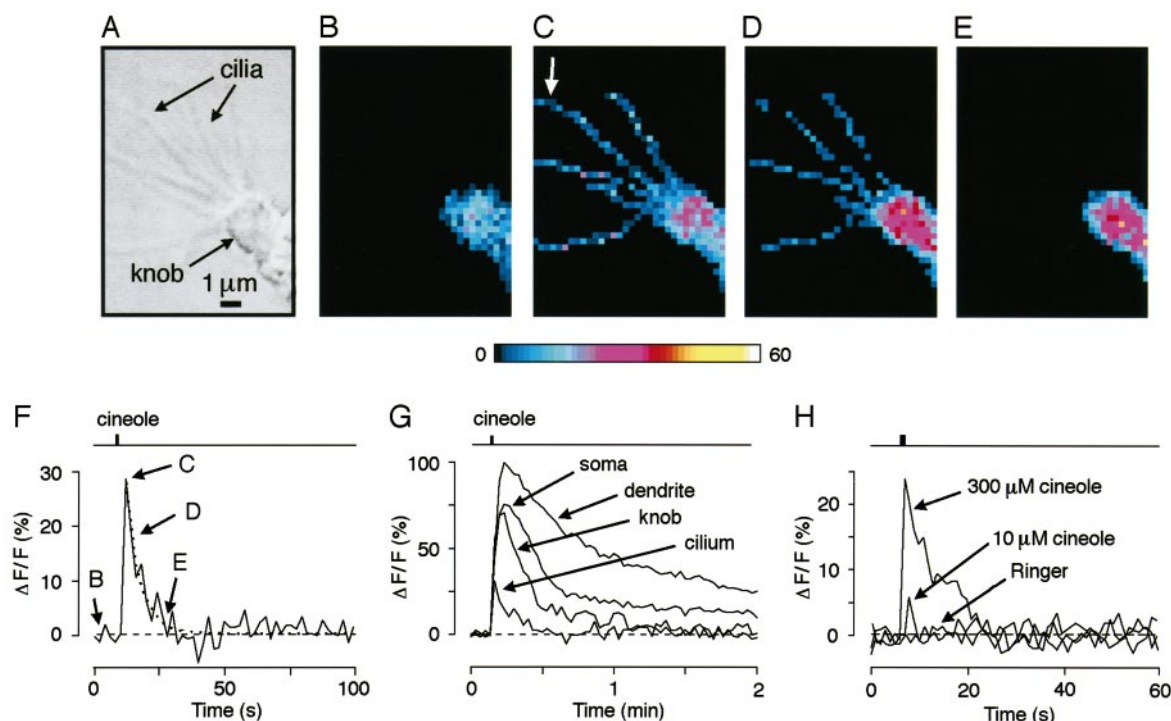 A
B
C
D
E
cilia
knob
1 μm
0
60
F
cineole
30
20
10
0
ΔF/F (%)
C
D
B
E
0
50
100
Time (s)
G
cineole
100
50
0
ΔF/F (%)
soma
dendrite
knob
cilium
0
1
2
Time (min)
H
20
10
0
ΔF/F (%)
300 μM cineole
10 μM cineole
Ringer
0
20
40
60
Time (s)